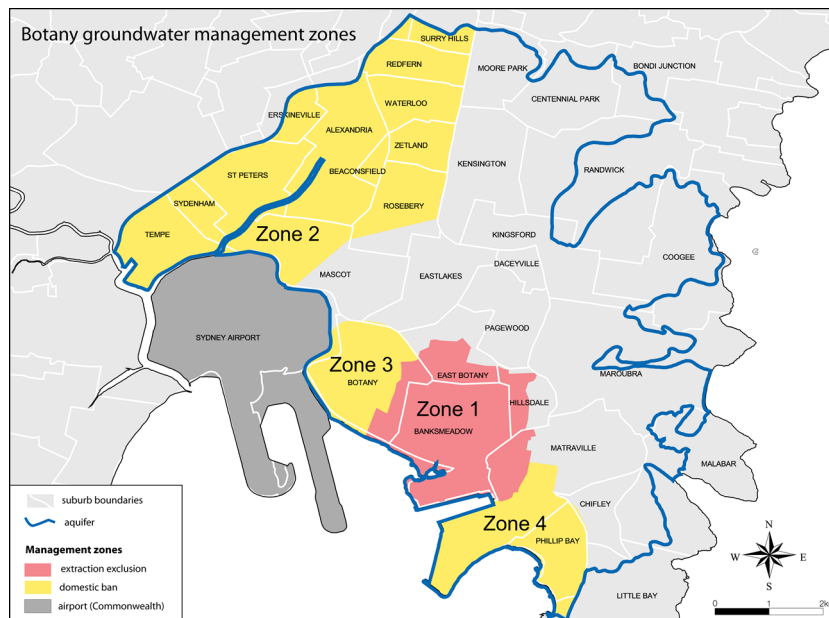 Botany groundwater management zones
SURRY HILLS
MOORE PARK
BONDI JUNCTION
REDFERN
CENTENNIAL PARK
WATERLOO
ERSKINEVILLE
ALEXANDRIA
ZETLAND
KENSINGTON
RANDWICK
ST PETERS
BEACONSFIELD
SYDENHAM
ROSEBERY
TEMPE
Zone 2
KINGSFORD
COOGEE
DACEYVILLE
MASCOT
EASTLAKES
PAGEWOOD
SYDNEY AIRPORT
Zone 3
BOTANY
EAST BOTANY
MAROUBRA
HILLSDALE
Zone 1
BANKSMEADOW
MATRAVILLE
MALABAR
CHIFLEY
Zone 4
PHILLIP BAY
LITTLE BAY
suburb boundaries
aquifer
Management zones
extraction exclusion
domestic ban
airport (Commonwealth)
N
W E
S
0 1 2k